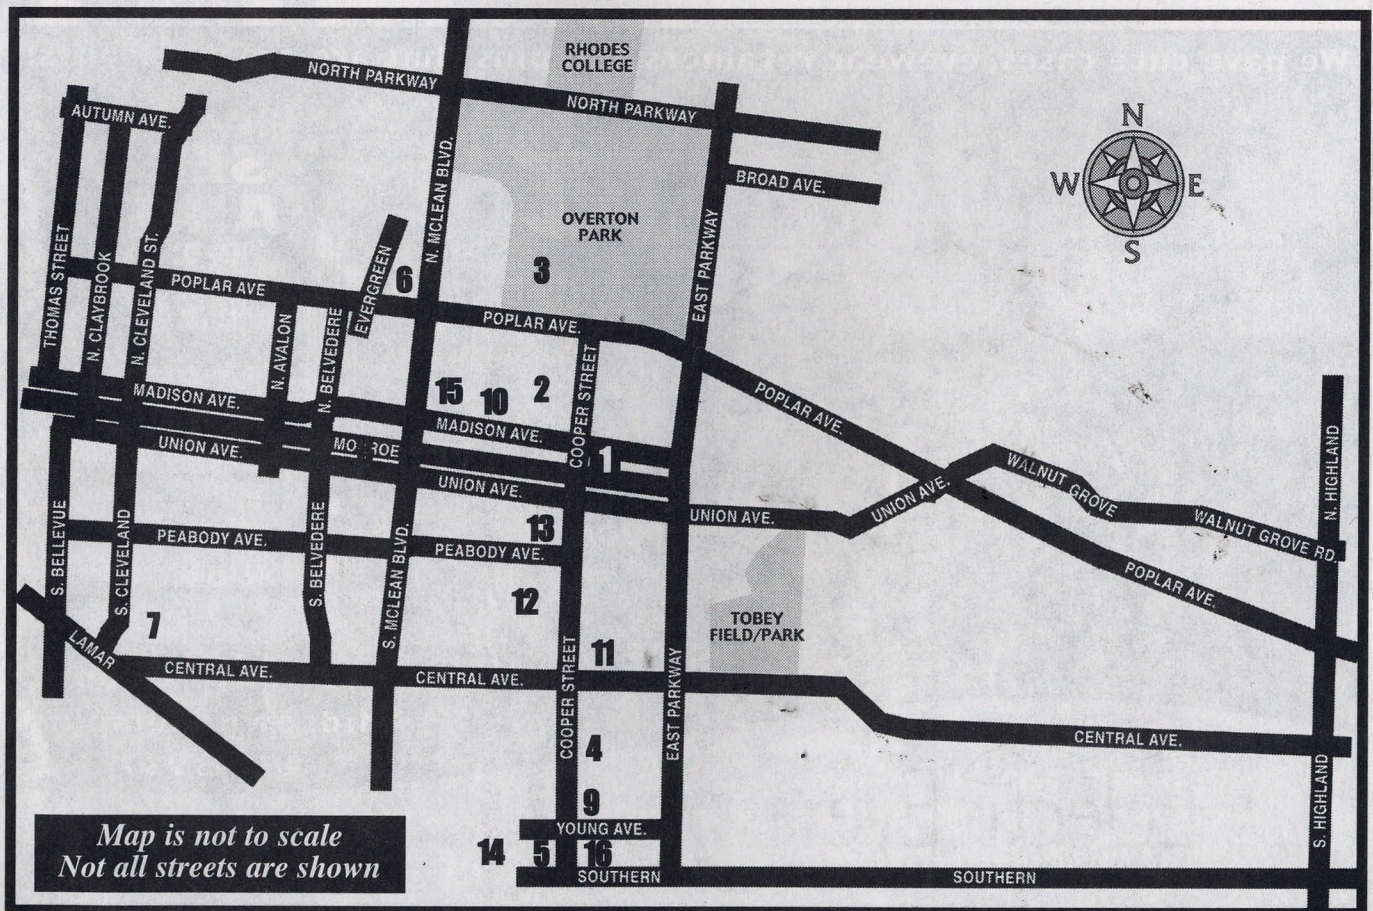 RHODES
COLLEGE
NORTH PARKWAY
NORTH PARKWAY
AUTUMN AVE.
N. MCLEAN BLVD.
BROAD AVE.
N
W E
S
OVERTON
PARK
THOMAS STREET
N. CLAYBROOK
N. CLEVELAND ST.
POPLAR AVE
EVERGREEN
6
3
EAST PARKWAY
POPLAR AVE.
N. AVALON
N. BELVEDERE
MADISON AVE.
15
10
2
COOPER STREET
POPLAR AVE.
MADISON AVE.
UNION AVE.
1
UNION AVE.
UNION AVE.
UNION AVE.
WALNUT GROVE
WALNUT GROVE RD.
N. HIGHLAND
S. BELLEVUE
S. CLEVELAND
PEABODY AVE.
S. BELVEDERE
S. MCLEAN BLVD.
PEABODY AVE.
13
12
POPLAR AVE.
TOBEY
FIELD/PARK
7
LAMAR
CENTRAL AVE.
CENTRAL AVE.
11
COOPER STREET
EAST PARKWAY
4
CENTRAL AVE.
S. HIGHLAND
9
YOUNG AVE.
14
5
16
SOUTHERN
SOUTHERN
Map is not to scale
Not all streets are shown